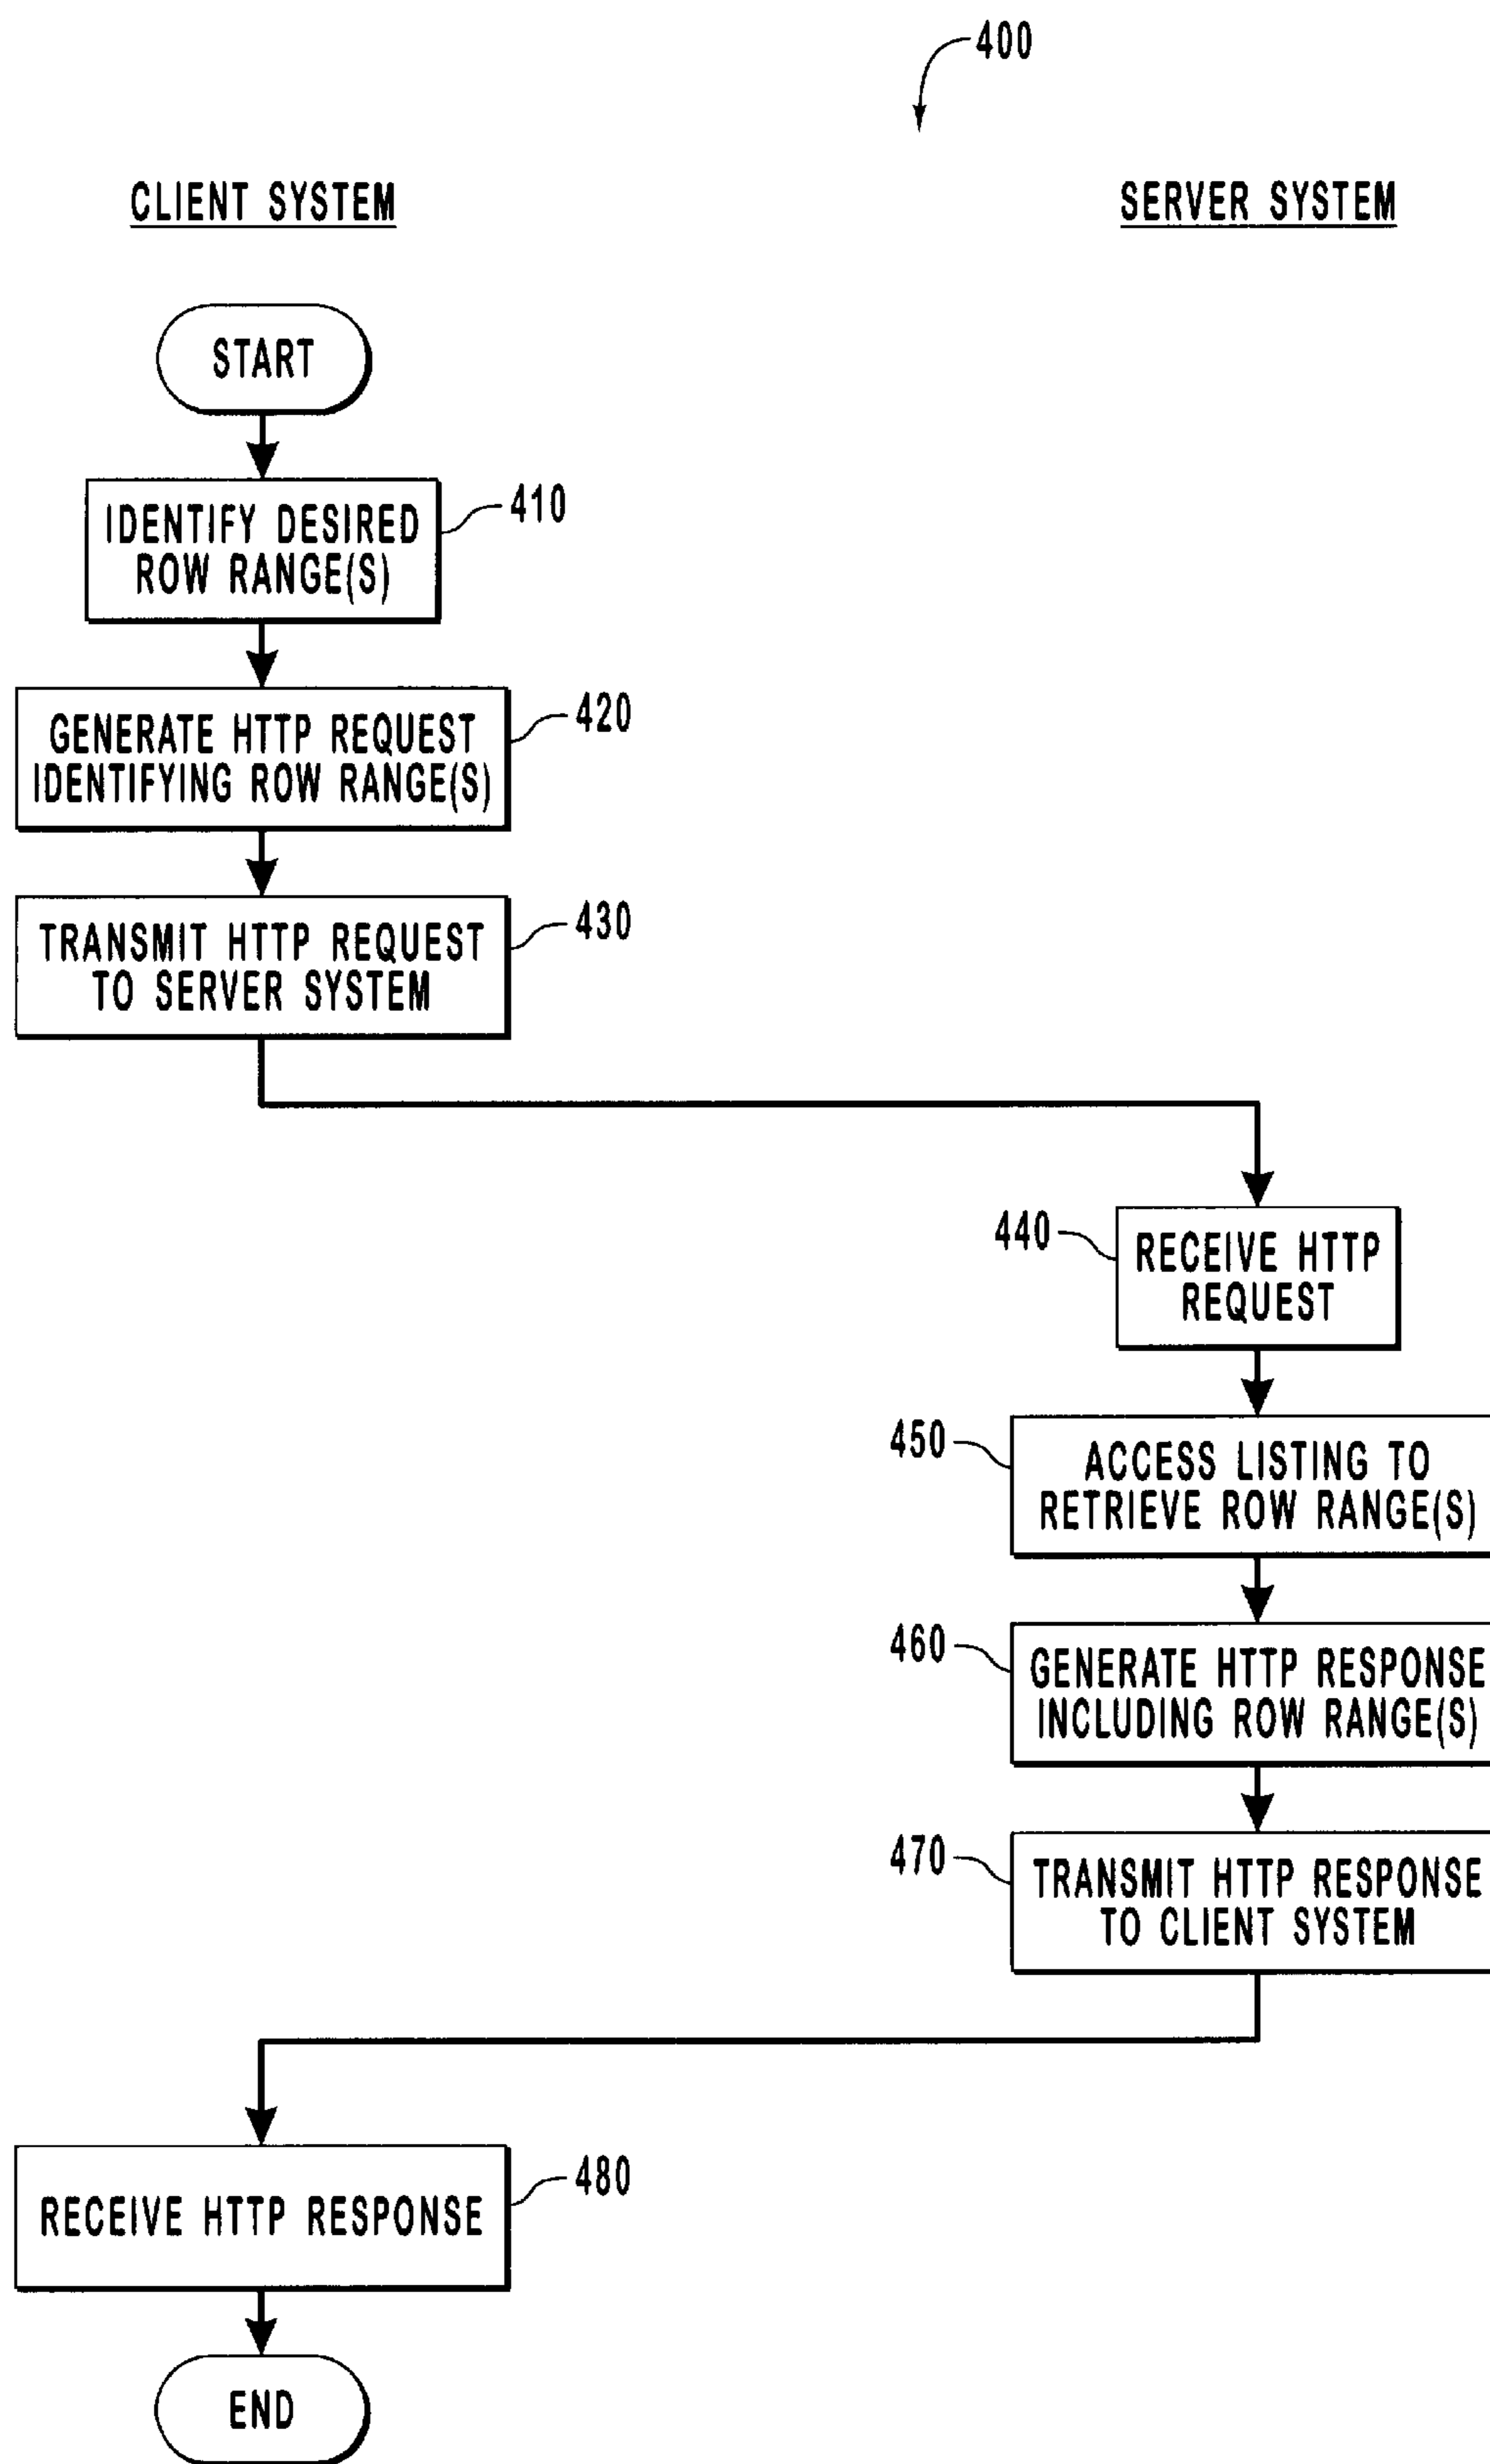 400
CLIENT SYSTEM
SERVER SYSTEM
START
IDENTIFY DESIRED
ROW RANGE(S)
410
GENERATE HTTP REQUEST
IDENTIFYING ROW RANGE(S)
420
TRANSMIT HTTP REQUEST
TO SERVER SYSTEM
430
440
RECEIVE HTTP
REQUEST
450
ACCESS LISTING TO
RETRIEVE ROW RANGE(S)
460
GENERATE HTTP RESPONSE
INCLUDING ROW RANGE(S)
470
TRANSMIT HTTP RESPONSE
TO CLIENT SYSTEM
RECEIVE HTTP RESPONSE
480
END